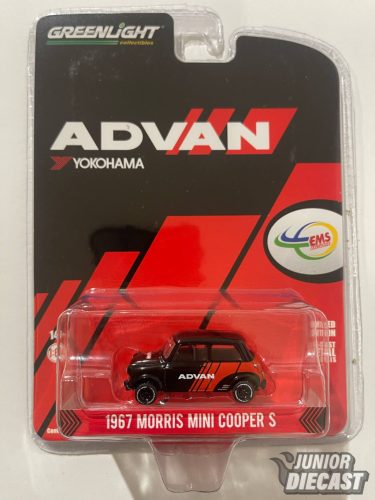 GREENLIGHT
collectibles
ADVAN
YOKOHAMA
EMS
ADVAN
1967 MORRIS MINI COOPER S
JUNIOR
DIECAST